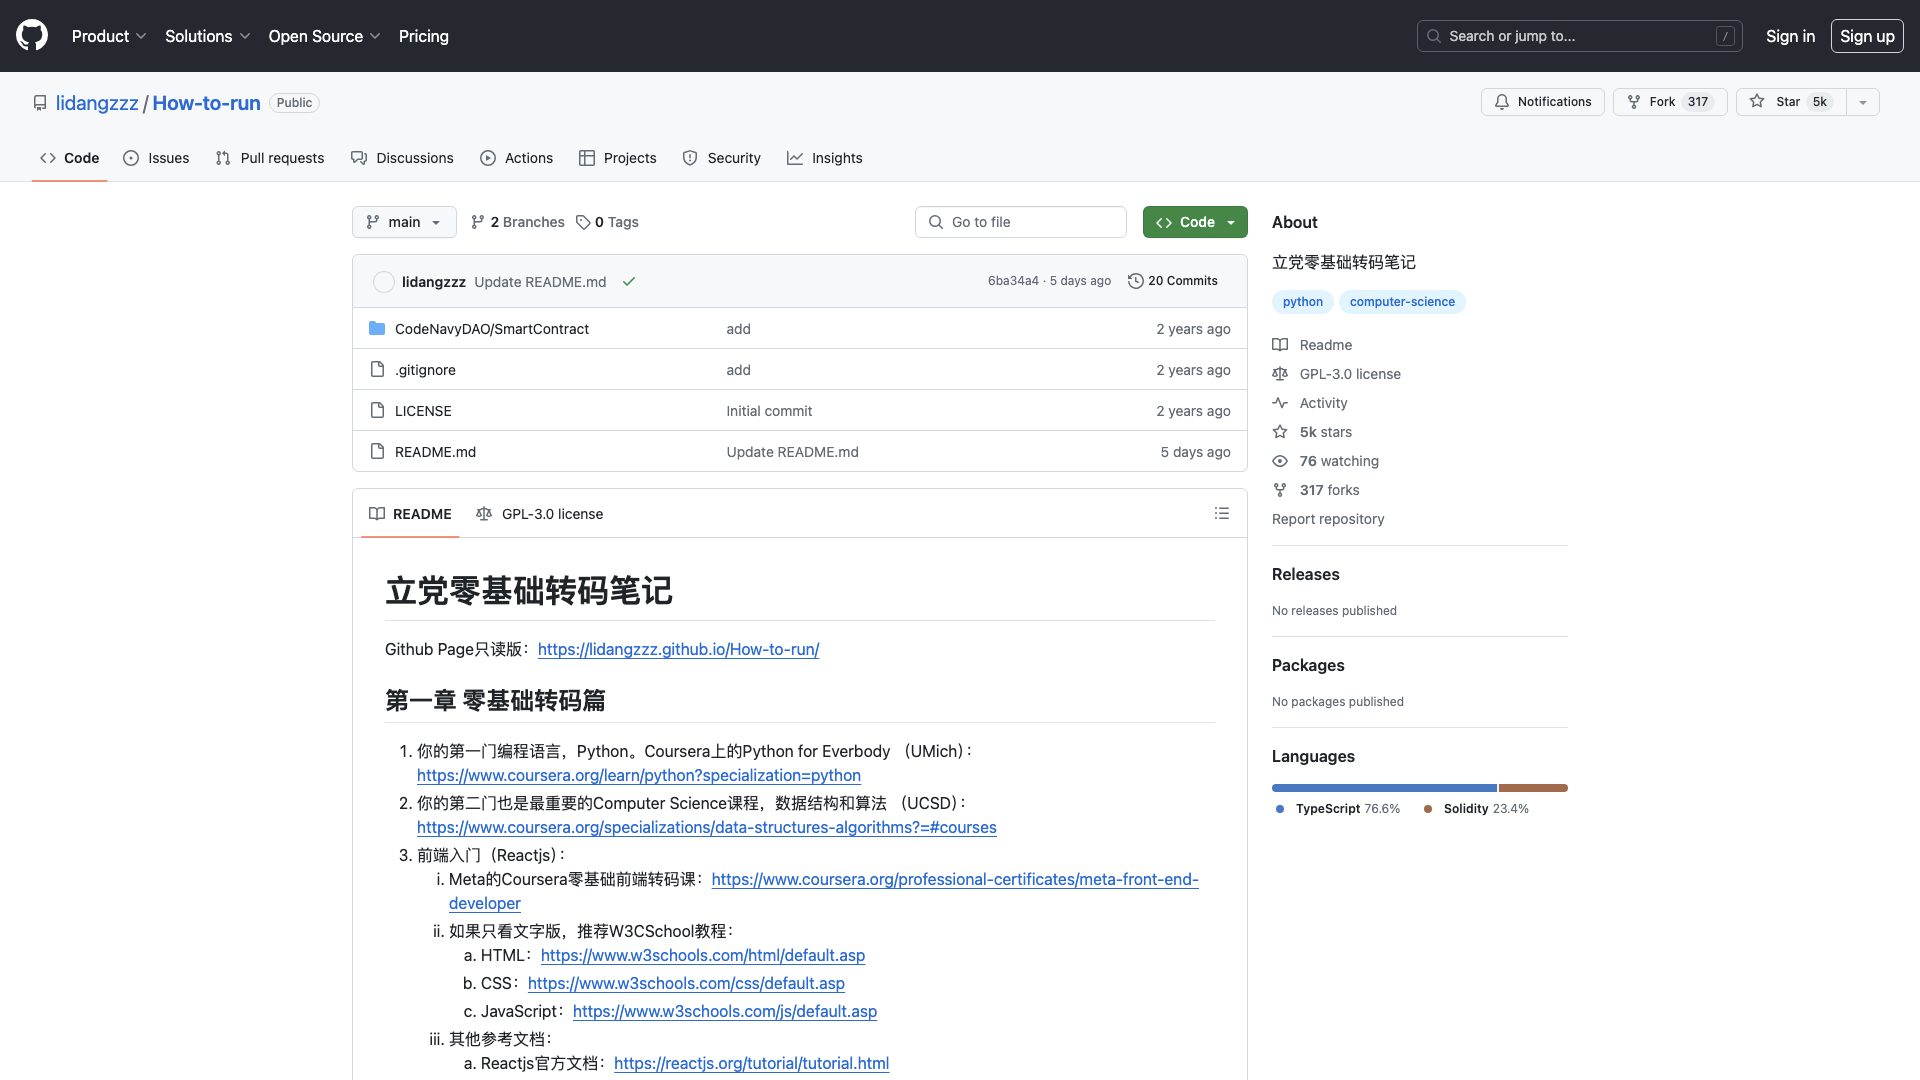 Product
Solutions
Open Source
Pricing
Search or jump to...
/
Sign in
Sign up
lidangzzz / How-to-run
Public
Notifications
Fork 317
Star 5k
Code
Issues
Pull requests
Discussions
Actions
Projects
Security
Insights
main
2 Branches
0 Tags
Go to file
Code
lidangzzz Update README.md
6ba34a4 · 5 days ago
20 Commits
CodeNavyDAO/SmartContract add 2 years ago
.gitignore add 2 years ago
LICENSE Initial commit 2 years ago
README.md Update README.md 5 days ago
README
GPL-3.0 license
立党零基础转码笔记
Github Page只读版：https://lidangzzz.github.io/How-to-run/
第一章 零基础转码篇
1. 你的第一门编程语言，Python。Coursera上的Python for Everbody （UMich）：
https://www.coursera.org/learn/python?specialization=python
2. 你的第二门也是最重要的Computer Science课程，数据结构和算法 （UCSD）：
https://www.coursera.org/specializations/data-structures-algorithms?=#courses
3. 前端入门（Reactjs）：
i. Meta的Coursera零基础前端转码课：https://www.coursera.org/professional-certificates/meta-front-end-
developer
ii. 如果只看文字版，推荐W3CSchool教程：
a. HTML：https://www.w3schools.com/html/default.asp
b. CSS：https://www.w3schools.com/css/default.asp
c. JavaScript：https://www.w3schools.com/js/default.asp
iii. 其他参考文档：
a. Reactjs官方文档：https://reactjs.org/tutorial/tutorial.html
About
立党零基础转码笔记
python
computer-science
Readme
GPL-3.0 license
Activity
5k stars
76 watching
317 forks
Report repository
Releases
No releases published
Packages
No packages published
Languages
TypeScript 76.6%
Solidity 23.4%